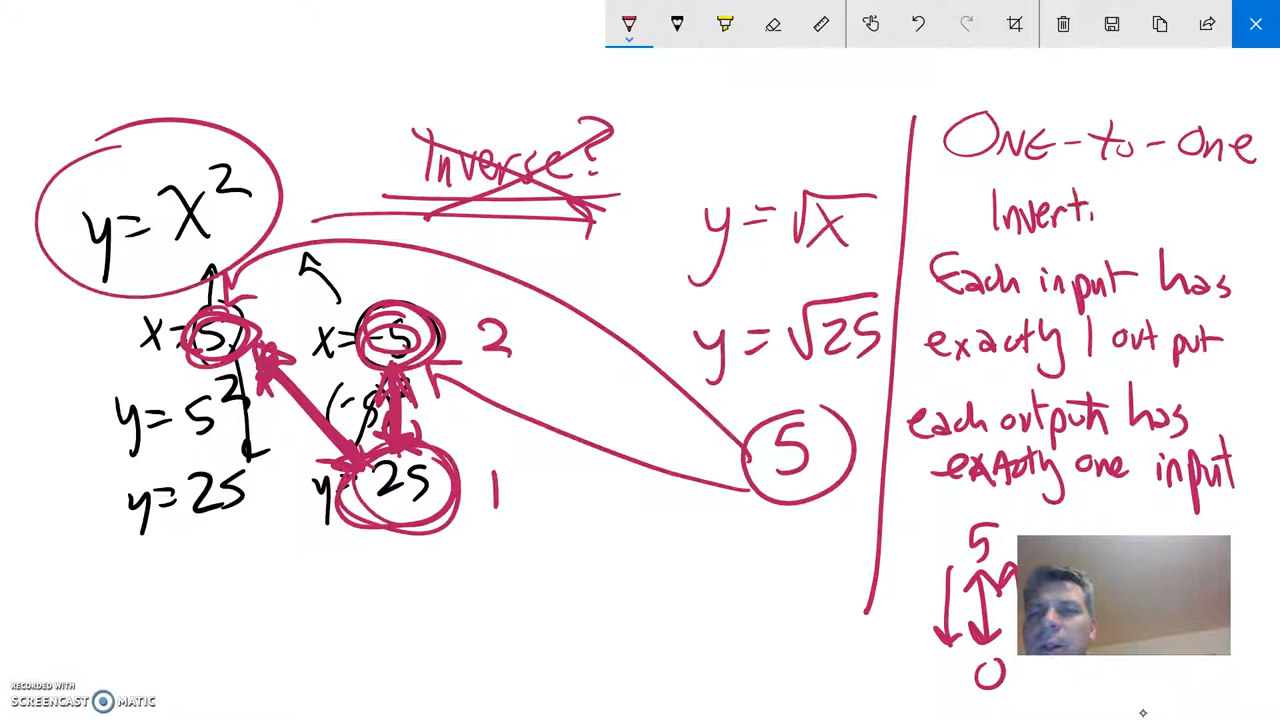 y = x²
Inverse?
x = 5
x = -5
2
y = 5²
(-5
y = 25
y = 25
1
y = √x
y = √25
5
ONE-to-One
Invert
Each input has
exactly 1 output
each output has
exactly one input
5
0
RECORDED WITH
SCREENCAST MATIC